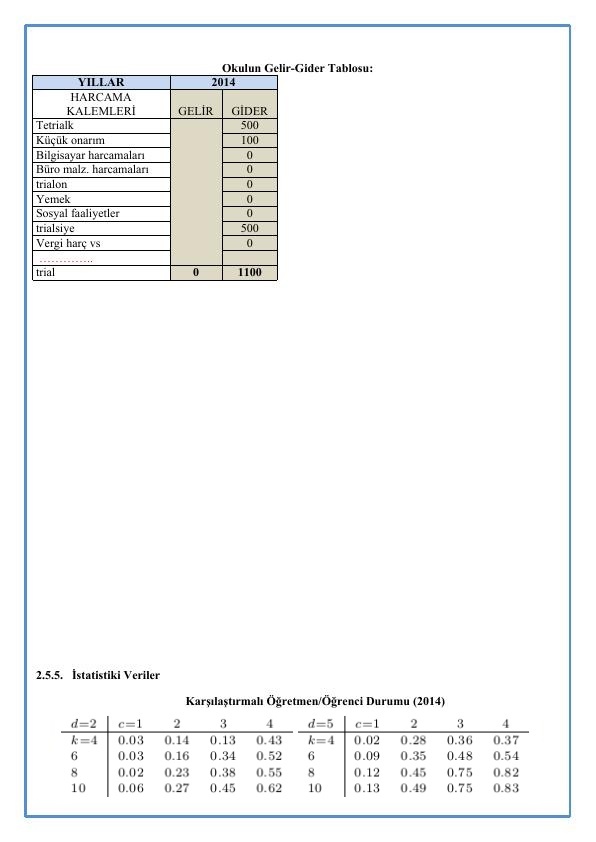 Okulun Gelir-Gider Tablosu:
YILLAR 2014
HARCAMA
KALEMLERİ GELİR GİDER
Tetrialk 500
Küçük onarım 100
Bilgisayar harcamaları 0
Büro malz. harcamaları 0
trialon 0
Yemek 0
Sosyal faaliyetler 0
trialsiye 500
Vergi harç vs 0
…………..
trial 0 1100
2.5.5. İstatistiki Veriler
Karşılaştırmalı Öğretmen/Öğrenci Durumu (2014)
d=2 c=1 2 3 4 d=5 c=1 2 3 4
k=4 0.03 0.14 0.13 0.43 k=4 0.02 0.28 0.36 0.37
6 0.03 0.16 0.34 0.52 6 0.09 0.35 0.48 0.54
8 0.02 0.23 0.38 0.55 8 0.12 0.45 0.75 0.82
10 0.06 0.27 0.45 0.62 10 0.13 0.49 0.75 0.83